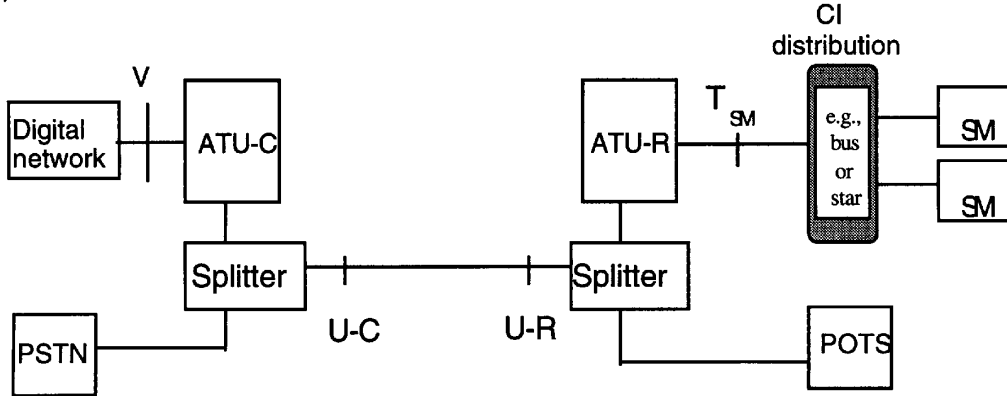 CI
distribution
V
T SM
Digital
network
ATU-C
ATU-R
e.g.,
bus
or
star
SM
SM
Splitter
Splitter
U-C
U-R
PSTN
POTS